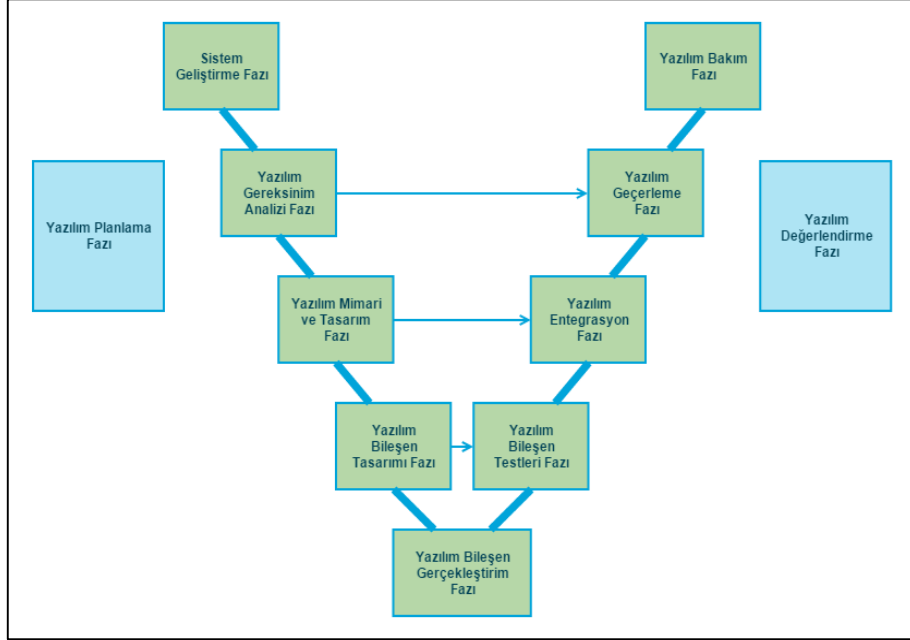 Sistem
Geliştirme Fazı
Yazılım Bakım
Fazı
Yazılım
Gereksinim
Analizi Fazı
Yazılım
Geçerleme
Fazı
Yazılım Planlama
Fazı
Yazılım
Değerlendirme
Fazı
Yazılım Mimari
ve Tasarım
Fazı
Yazılım
Entegrasyon
Fazı
Yazılım
Bileşen
Tasarımı Fazı
Yazılım
Bileşen
Testleri Fazı
Yazılım Bileşen
Gerçekleştirim
Fazı